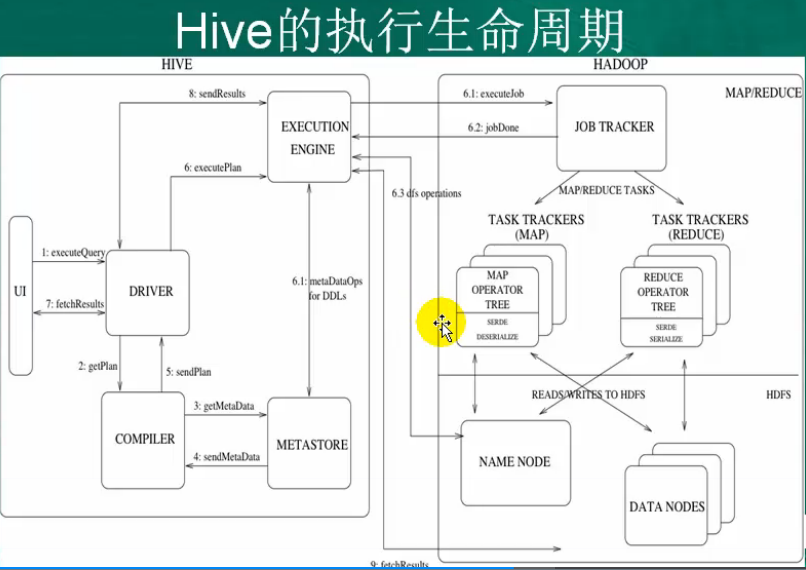 Hive的执行生命周期
HIVE
HADOOP
8: sendResults
6.1: executeJob
MAP/REDUCE
EXECUTION
ENGINE
JOB TRACKER
6.2: jobDone
6: executePlan
6.3 dfs operations
MAP/REDUCE TASKS
TASK TRACKERS
(MAP)
TASK TRACKERS
(REDUCE)
1: executeQuery
UI
DRIVER
7: fetchResults
6.1: metaDataOps
for DDLs
MAP
OPERATOR
TREE
SERDE
DESERIALIZE
REDUCE
OPERATOR
TREE
SERDE
SERIALIZE
2: getPlan
5: sendPlan
READS/WRITES TO HDFS
HDFS
3: getMetaData
COMPILER
METASTORE
4: sendMetaData
NAME NODE
DATA NODES
9: fetchResults